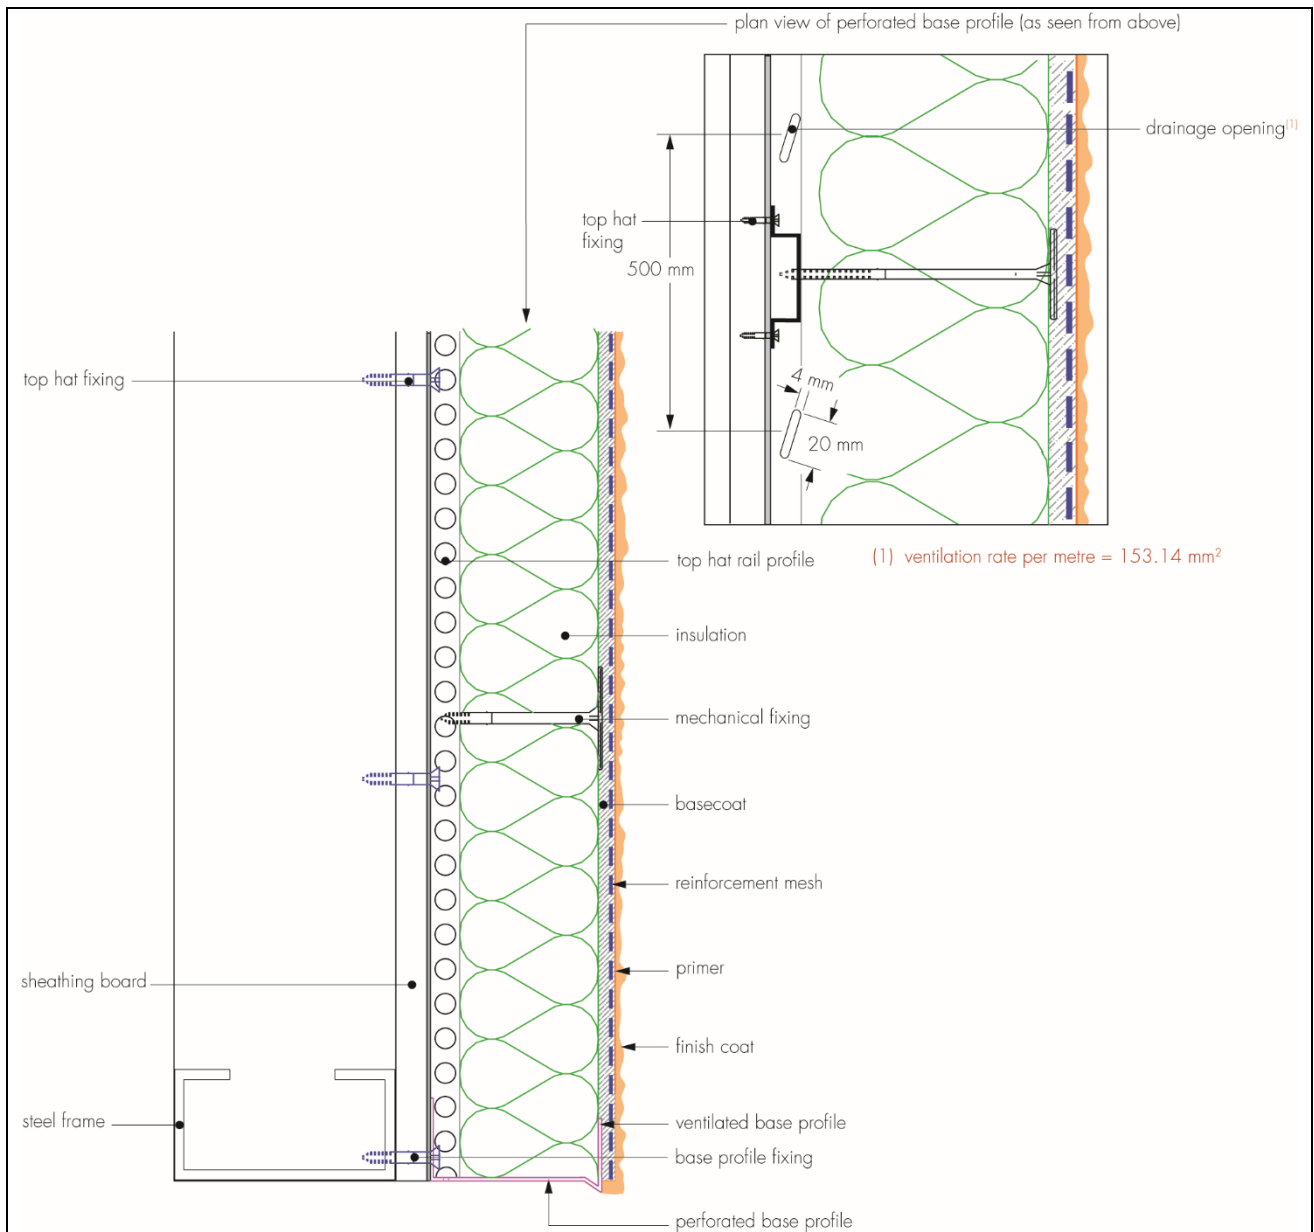 plan view of perforated base profile (as seen from above)
drainage opening[1]
top hat
fixing
500 mm
4 mm
20 mm
(1) ventilation rate per metre = 153.14 mm²
top hat fixing
top hat rail profile
insulation
mechanical fixing
basecoat
reinforcement mesh
primer
sheathing board
finish coat
steel frame
ventilated base profile
base profile fixing
perforated base profile